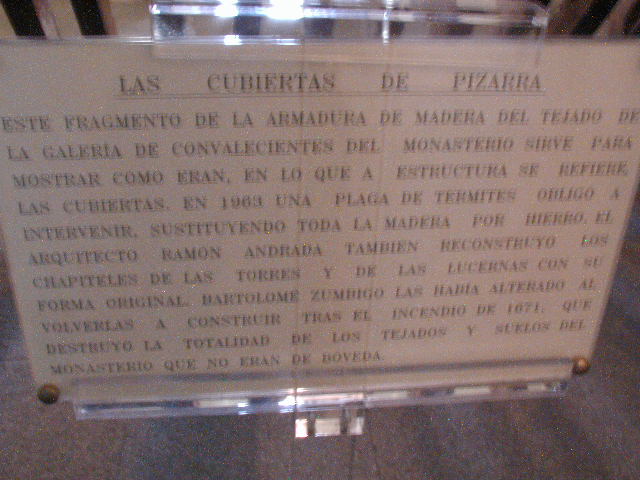 LAS CUBIERTAS DE PIZARRA
ESTE FRAGMENTO DE LA ARMADURA DE MADERA DEL TEJADO DE
LA GALERIA DE CONVALECIENTES DEL MONASTERIO SIRVE PARA
MOSTRAR COMO ERAN, EN LO QUE A ESTRUCTURA SE REFIERE,
LAS CUBIERTAS. EN 1963 UNA PLAGA DE TERMITES OBLIGO A
INTERVENIR, SUSTITUYENDO TODA LA MADERA POR HIERRO. EL
ARQUITECTO RAMON ANDRADA TAMBIEN RECONSTRUYO LOS
CHAPITELES DE LAS TORRES Y DE LAS LUCERNAS CON SU
FORMA ORIGINAL. BARTOLOME ZUMBIGO LAS HABIA ALTERADO AL
VOLVERLAS A CONSTRUIR TRAS EL INCENDIO DE 1671, QUE
DESTRUYO LA TOTALIDAD DE LOS TEJADOS Y SUELOS DEL
MONASTERIO QUE NO ERAN DE BOVEDA.